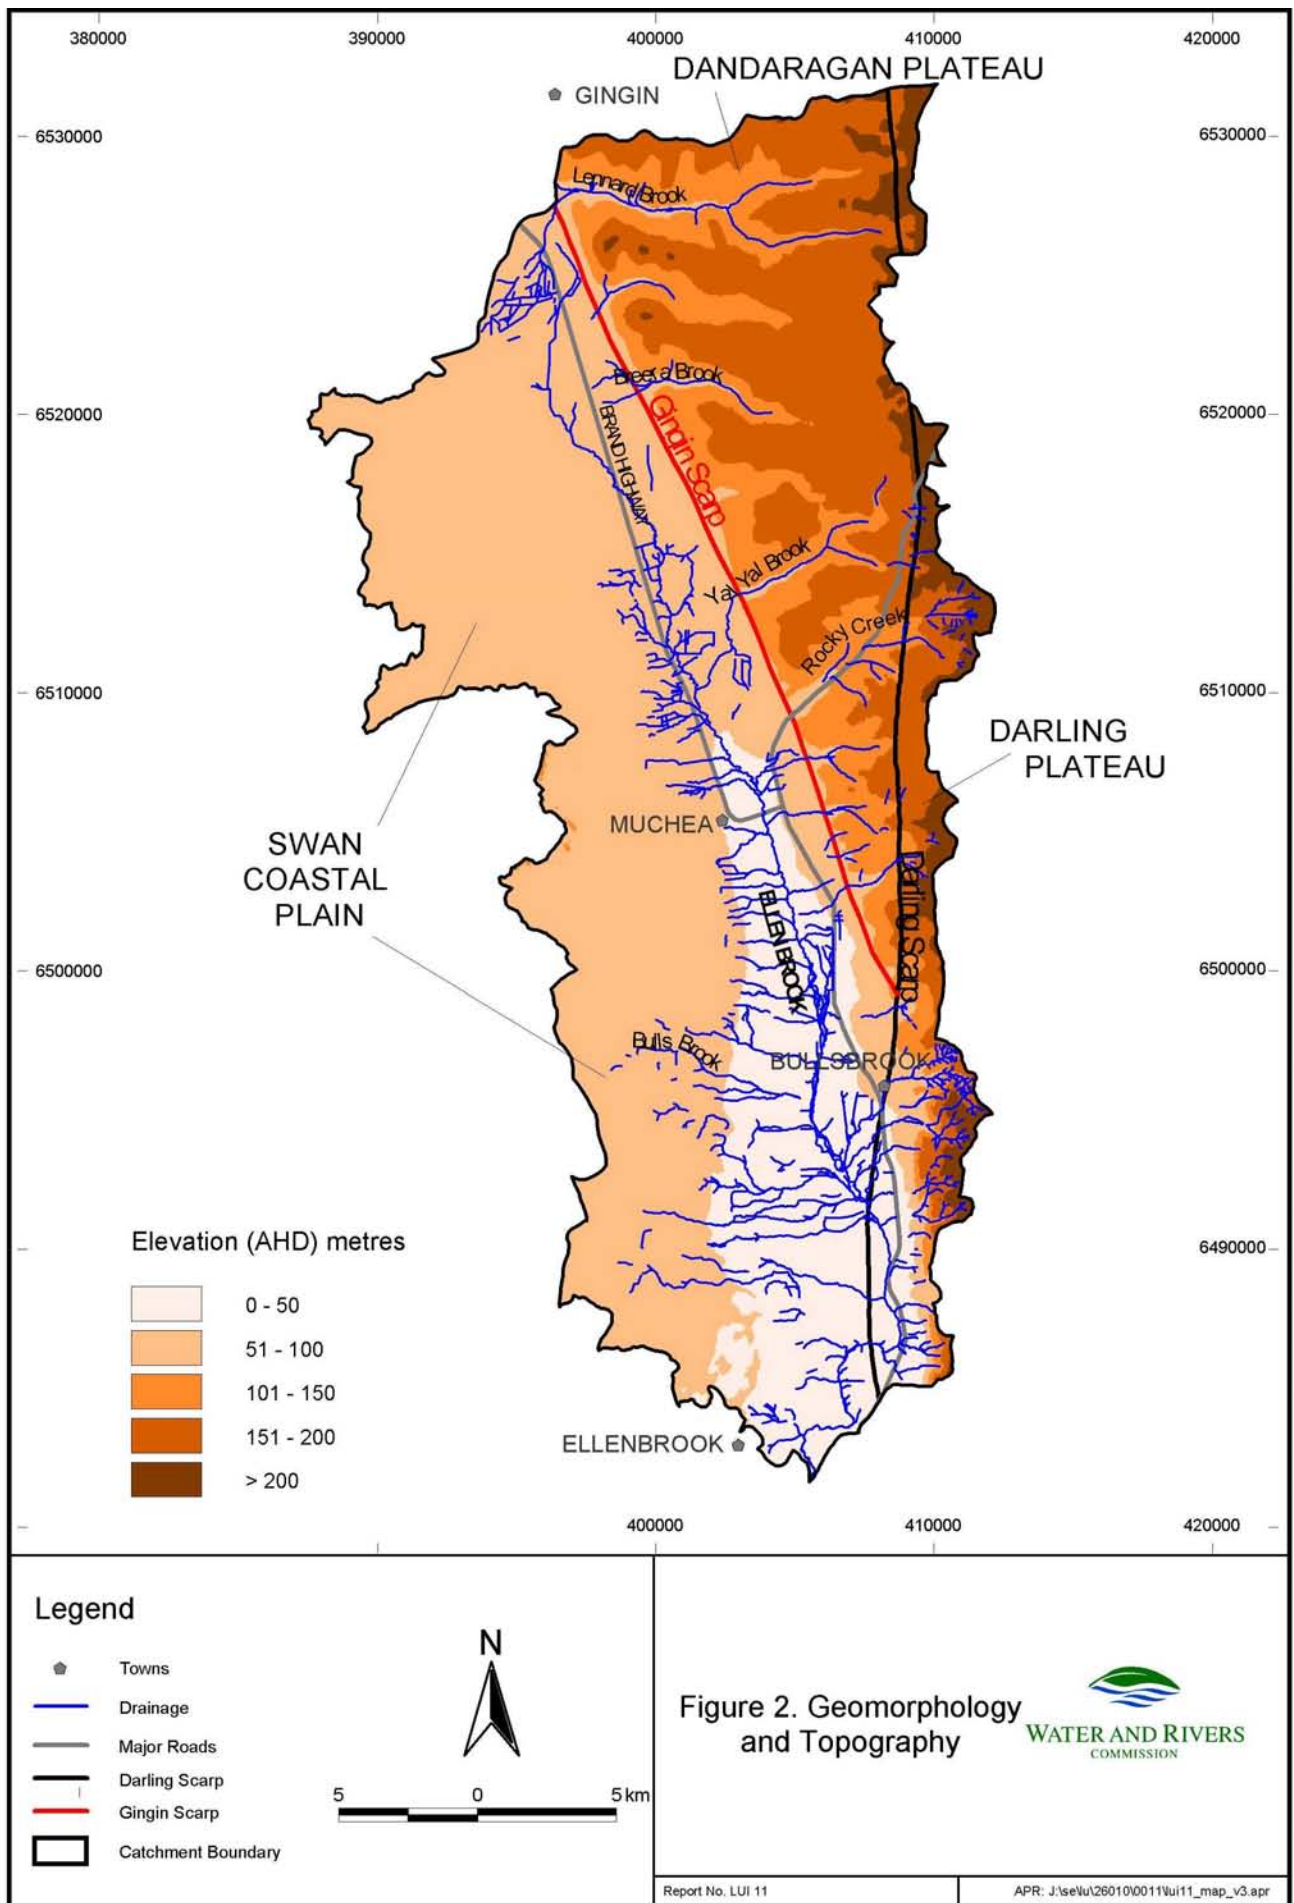 380000
390000
400000
410000
420000
DANDARAGAN PLATEAU
GINGIN
6530000
6530000
Lennard Brook
Breera Brook
6520000
6520000
Gingin Scarp
BRAND HIGHWAY
Ya Yal Brook
Rocky Creek
6510000
6510000
DARLING
PLATEAU
MUCHEA
SWAN
COASTAL
PLAIN
Darling Scarp
ELLEN BROOK
6500000
6500000
Bulls Brook
BULLSBROOK
Elevation (AHD) metres
6490000
0 - 50
51 - 100
101 - 150
151 - 200
> 200
ELLENBROOK
400000
410000
420000
Legend
Towns
Drainage
Major Roads
Darling Scarp
Gingin Scarp
Catchment Boundary
N
5
0
5 km
Figure 2. Geomorphology
and Topography
WATER AND RIVERS
COMMISSION
Report No. LUI 11
APR: J:\se\lu\26010\0011\lui11_map_v3.apr